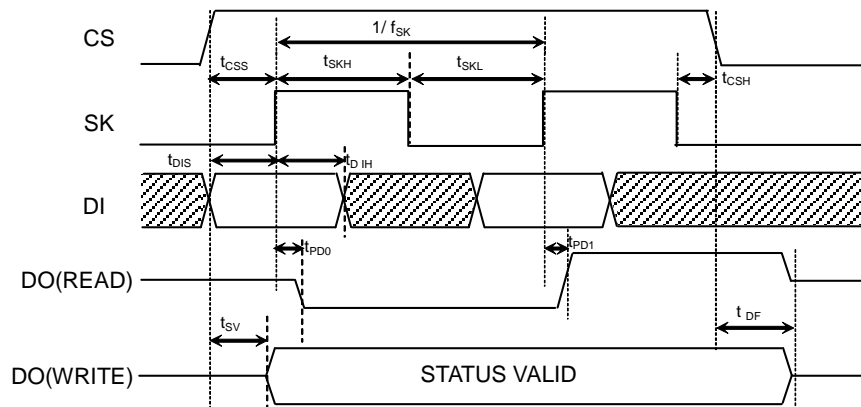 CS
1/ fSK
tCSS
tSKH
tSKL
tCSH
SK
tDIS
tD IH
DI
tPD0
tPD1
DO(READ)
tSV
t DF
DO(WRITE)
STATUS VALID